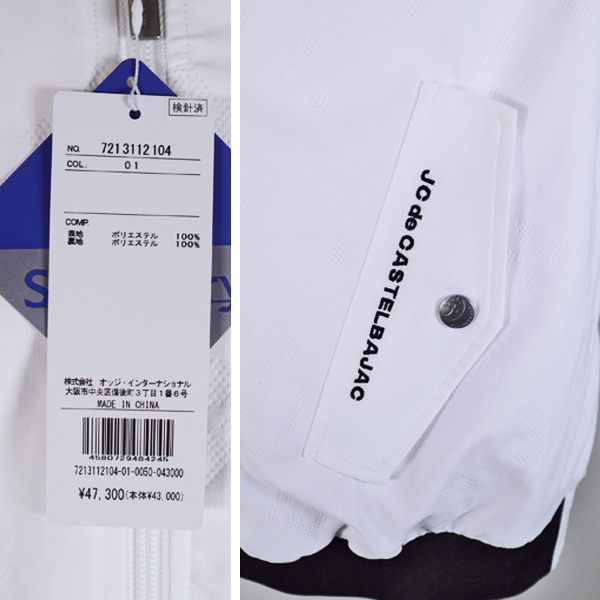 検針済
NO. 7213112104
COL. 01
COMP.
表地 ポリエステル 100%
裏地 ポリエステル 100%
株式会社 オッジ・インターナショナル
大阪市中央区備後町3丁目1番6号
MADE IN CHINA
4580729484245
7213112104-01-0050-043000
¥47,300(本体¥43,000)
JC de CASTELBAJAC